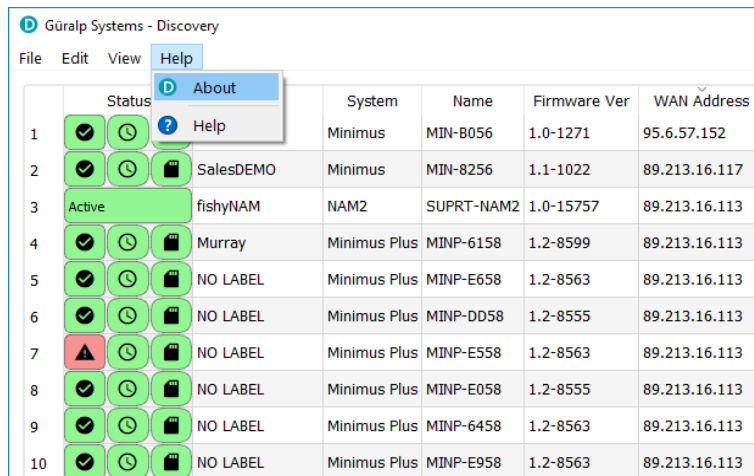 Güralp Systems - Discovery
File Edit View Help
About
Help
Status System Name Firmware Ver WAN Address
1 Minimus MIN-B056 1.0-1271 95.6.57.152
2 SalesDEMO Minimus MIN-8256 1.1-1022 89.213.16.117
3 Active fishyNAM NAM2 SUPRT-NAM2 1.0-15757 89.213.16.113
4 Murray Minimus Plus MINP-6158 1.2-8599 89.213.16.113
5 NO LABEL Minimus Plus MINP-E658 1.2-8563 89.213.16.113
6 NO LABEL Minimus Plus MINP-DD58 1.2-8555 89.213.16.113
7 NO LABEL Minimus Plus MINP-E558 1.2-8563 89.213.16.113
8 NO LABEL Minimus Plus MINP-E058 1.2-8555 89.213.16.113
9 NO LABEL Minimus Plus MINP-6458 1.2-8563 89.213.16.113
10 NO LABEL Minimus Plus MINP-E958 1.2-8563 89.213.16.113